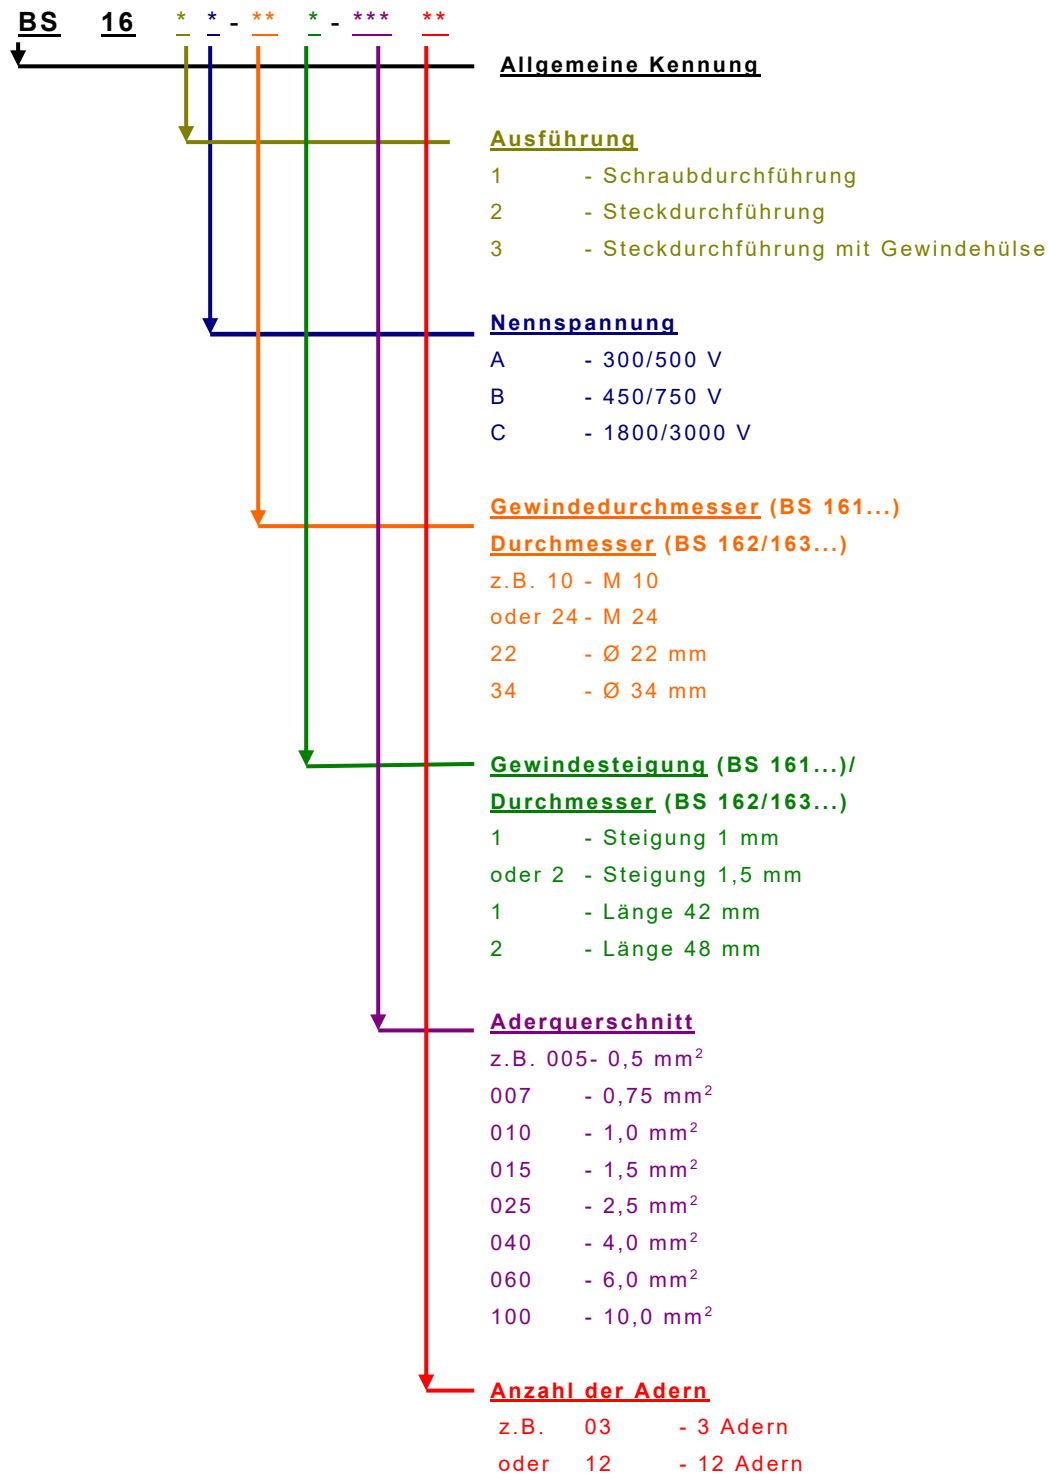 BS 16 * * - ** * - *** **
Allgemeine Kennung
Ausführung
1 - Schraubdurchführung
2 - Steckdurchführung
3 - Steckdurchführung mit Gewindehülse
Nennspannung
A - 300/500 V
B - 450/750 V
C - 1800/3000 V
Gewindedurchmesser (BS 161...)
Durchmesser (BS 162/163...)
z.B. 10 - M 10
oder 24 - M 24
22 - Ø 22 mm
34 - Ø 34 mm
Gewindesteigung (BS 161...)/
Durchmesser (BS 162/163...)
1 - Steigung 1 mm
oder 2 - Steigung 1,5 mm
1 - Länge 42 mm
2 - Länge 48 mm
Aderquerschnitt
z.B. 005- 0,5 mm²
007 - 0,75 mm²
010 - 1,0 mm²
015 - 1,5 mm²
025 - 2,5 mm²
040 - 4,0 mm²
060 - 6,0 mm²
100 - 10,0 mm²
Anzahl der Adern
z.B. 03 - 3 Adern
oder 12 - 12 Adern